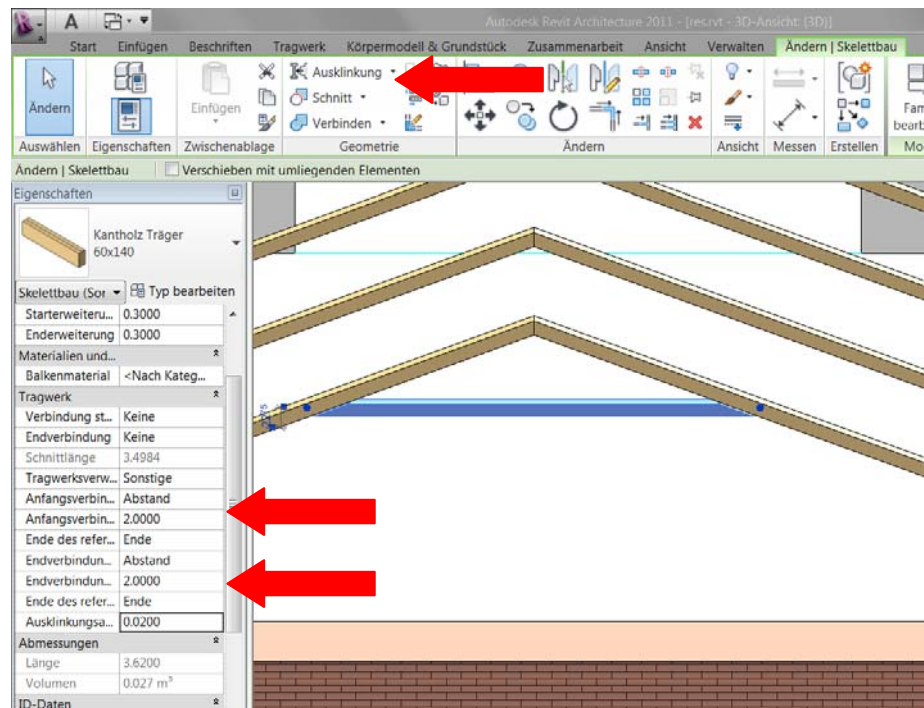 Autodesk Revit Architecture 2011 - [res.rvt - 3D-Ansicht: {3D}]
Start Einfügen Beschriften Tragwerk Körpermodell & Grundstück Zusammenarbeit Ansicht Verwalten Ändern | Skelettbau
Ausklinkung
Schnitt
Verbinden
Ändern
Einfügen
Fam
bearb
Auswählen Eigenschaften Zwischenablage Geometrie Ändern Ansicht Messen Erstellen Mo
Ändern | Skelettbau Verschieben mit umliegenden Elementen
Eigenschaften
Kantholz Träger
60x140
Skelettbau (Sor Typ bearbeiten
Starterweiteru... 0.3000
Enderweiterung 0.3000
Materialien und...
Balkenmaterial <Nach Kateg...
Tragwerk
Verbindung st... Keine
Endverbindung Keine
Schnittlänge 3.4984
Tragwerksverw... Sonstige
Anfangsverbin... Abstand
Anfangsverbin... 2.0000
Ende des refer... Ende
Endverbindun... Abstand
Endverbindun... 2.0000
Ende des refer... Ende
Ausklinkungsa... 0.0200
Abmessungen
Länge 3.6200
Volumen 0.027 m³
ID-Daten